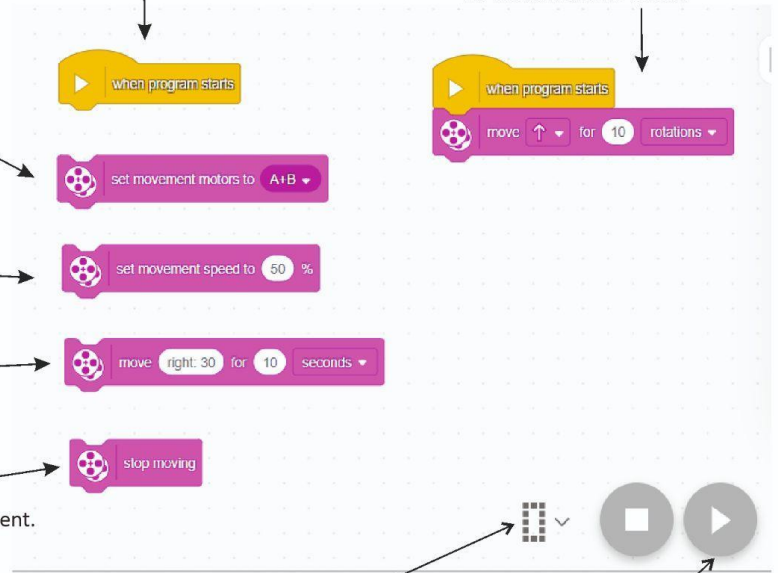 when program starts
set movement motors to A+B
set movement speed to 50 %
move right: 30 for 10 seconds
stop moving
ent.
when program starts
move ↑ for 10 rotations